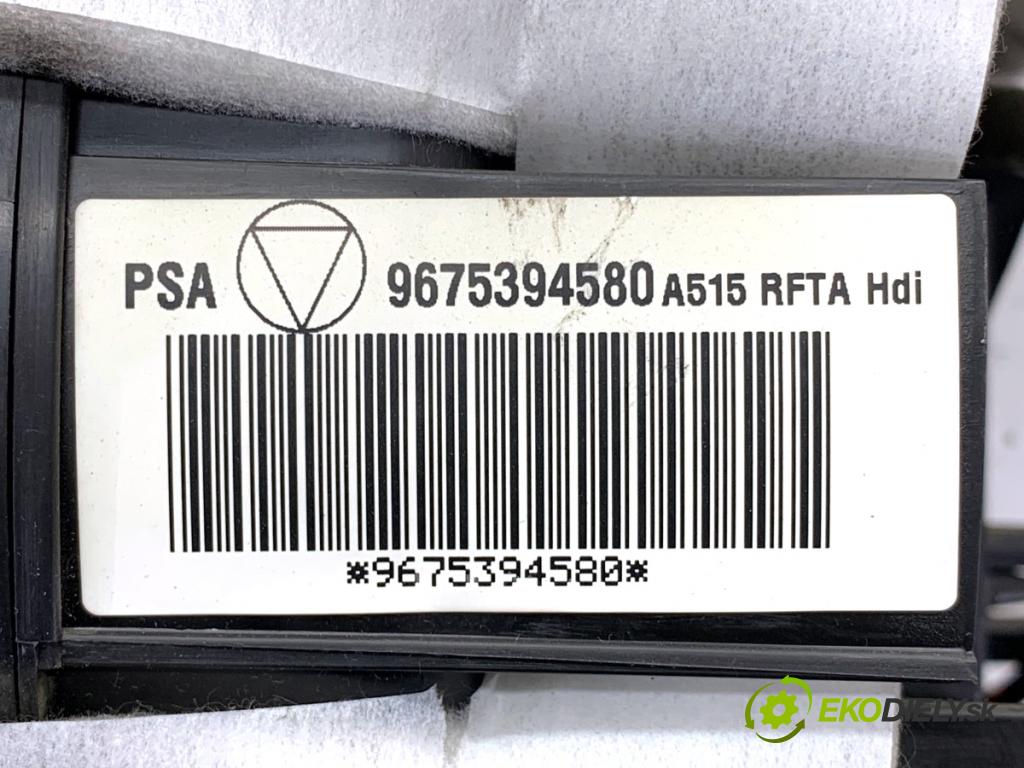 PSA 9675394580 A515 RFTA Hdi
*9675394580*
EKODIELY.SK